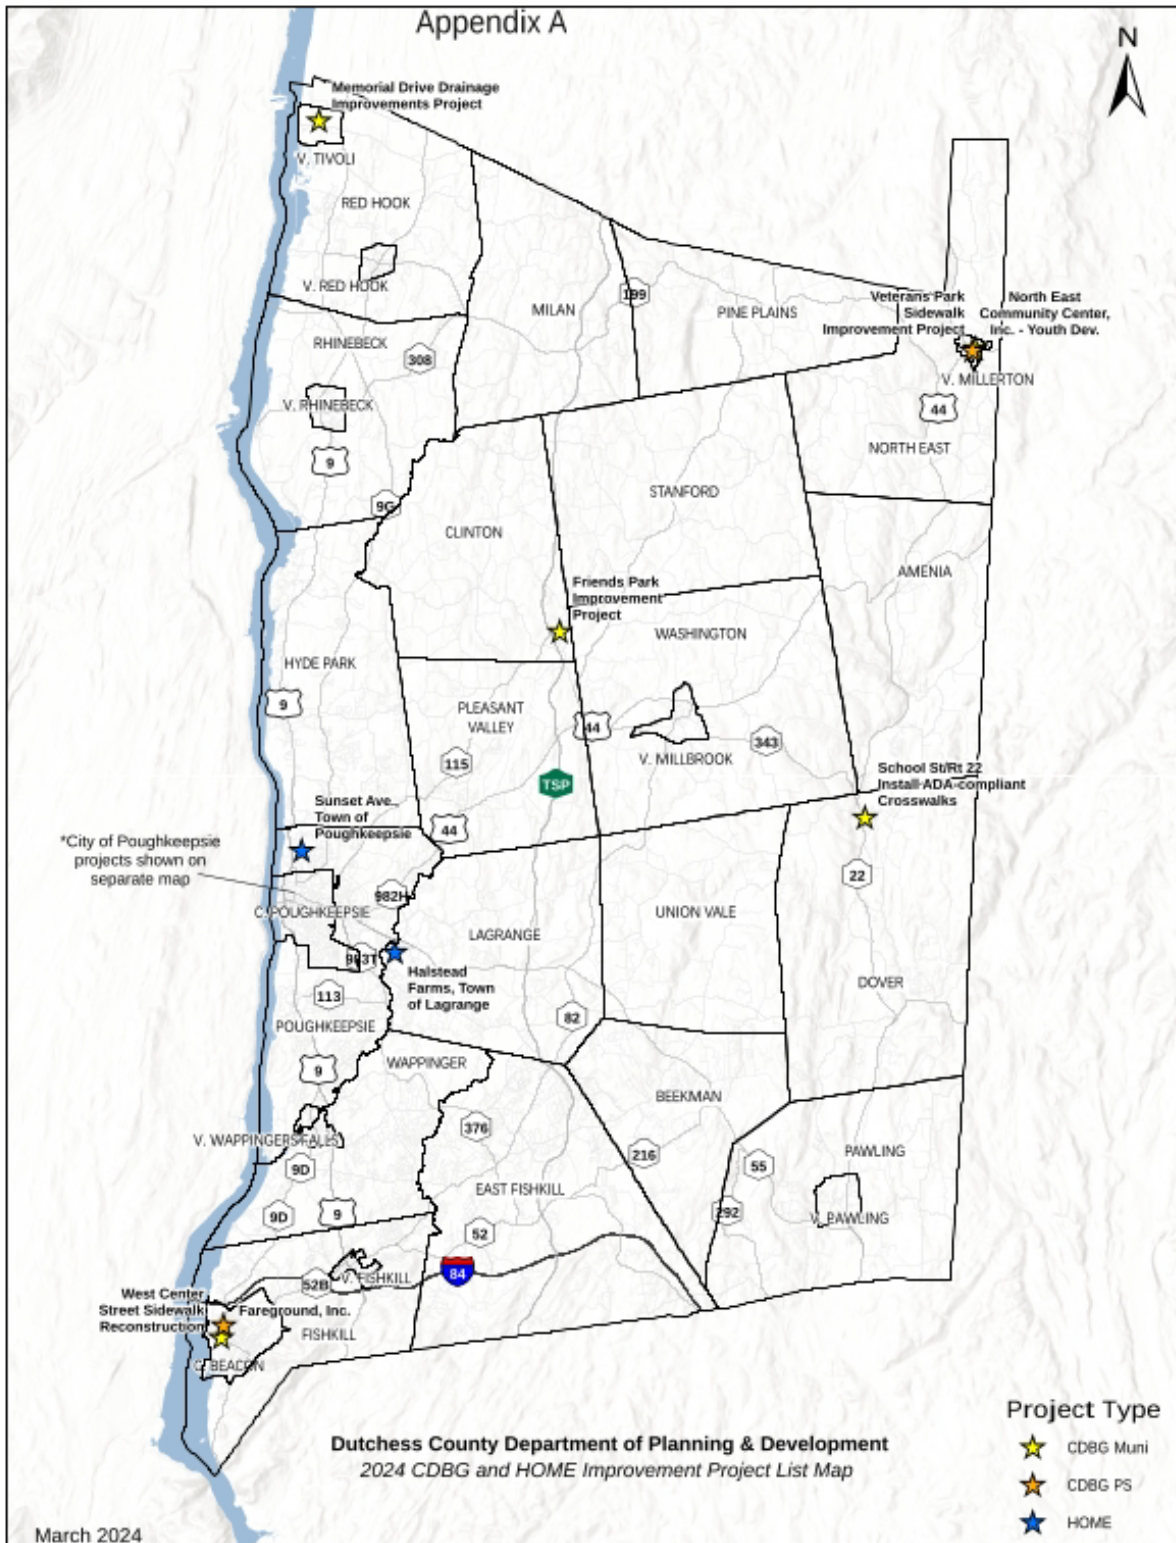 Appendix A
N
Memorial Drive Drainage
Improvements Project
V. TIVOLI
RED HOOK
V. RED HOOK
MILAN
199
PINE PLAINS
Veterans Park
Sidewalk
Improvement Project
North East
Community Center,
Inc. - Youth Dev.
V. MILLERTON
RHINEBECK
308
V. RHINEBECK
44
9
NORTH EAST
9G
STANFORD
CLINTON
AMENIA
Friends Park
Improvement
Project
WASHINGTON
HYDE PARK
9
PLEASANT
VALLEY
44
343
V. MILLBROOK
115
TSP
School St/Rt 22
Install ADA-compliant
Crosswalks
Sunset Ave.,
Town of
Poughkeepsie
44
*City of Poughkeepsie
projects shown on
separate map
22
982H
C. POUGHKEEPSIE
UNION VALE
LAGRANGE
983T
Halstead
Farms, Town
of Lagrange
DOVER
113
POUGHKEEPSIE
82
WAPPINGER
9
BEEKMAN
376
V. WAPPINGERS FALLS
216
PAWLING
55
9D
EAST FISHKILL
9D
9
292
V. PAWLING
52
84
52B
V. FISHKILL
West Center
Street Sidewalk
Reconstruction
Fareground, Inc.
FISHKILL
C. BEACON
Project Type
CDBG Muni
CDBG PS
HOME
Dutchess County Department of Planning & Development
2024 CDBG and HOME Improvement Project List Map
March 2024